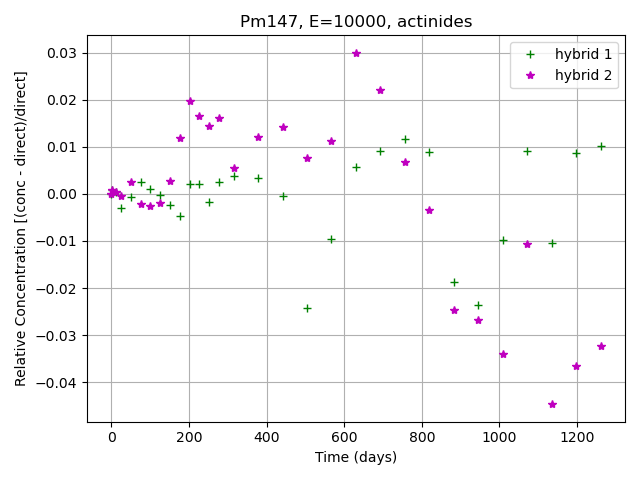 Pm147, E=10000, actinides
hybrid 1
hybrid 2
Relative Concentration [(conc - direct)/direct]
0.03
0.02
0.01
0.00
−0.01
−0.02
−0.03
−0.04
0 200 400 600 800 1000 1200
Time (days)